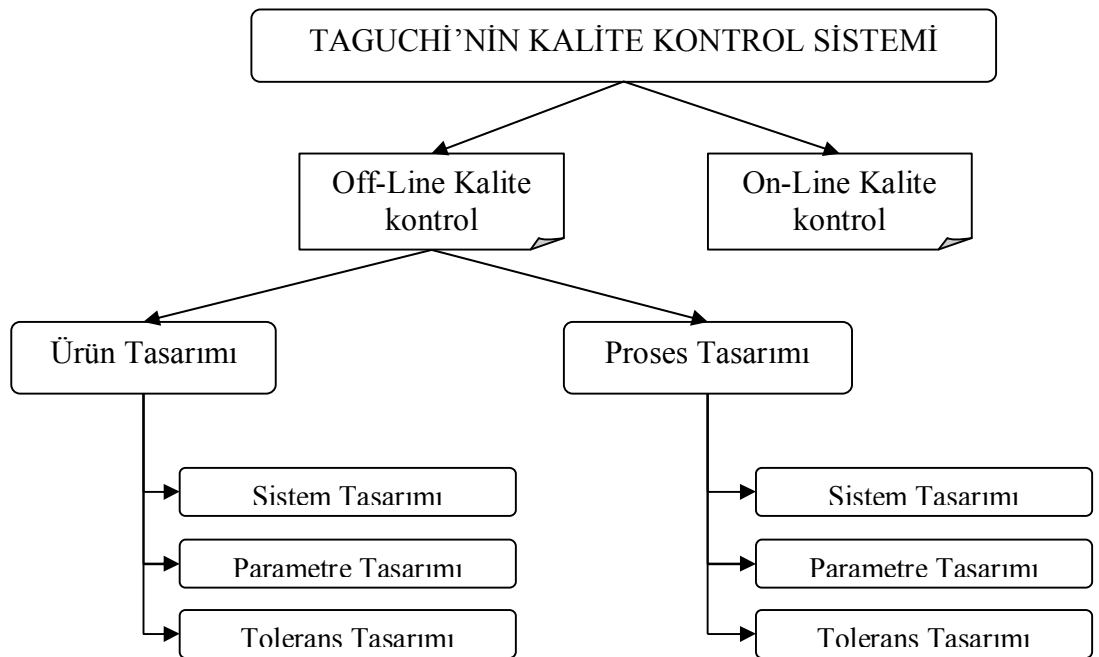 TAGUCHİ’NİN KALİTE KONTROL SİSTEMİ
Off-Line Kalite
kontrol
On-Line Kalite
kontrol
Ürün Tasarımı
Proses Tasarımı
Sistem Tasarımı
Sistem Tasarımı
Parametre Tasarımı
Parametre Tasarımı
Tolerans Tasarımı
Tolerans Tasarımı